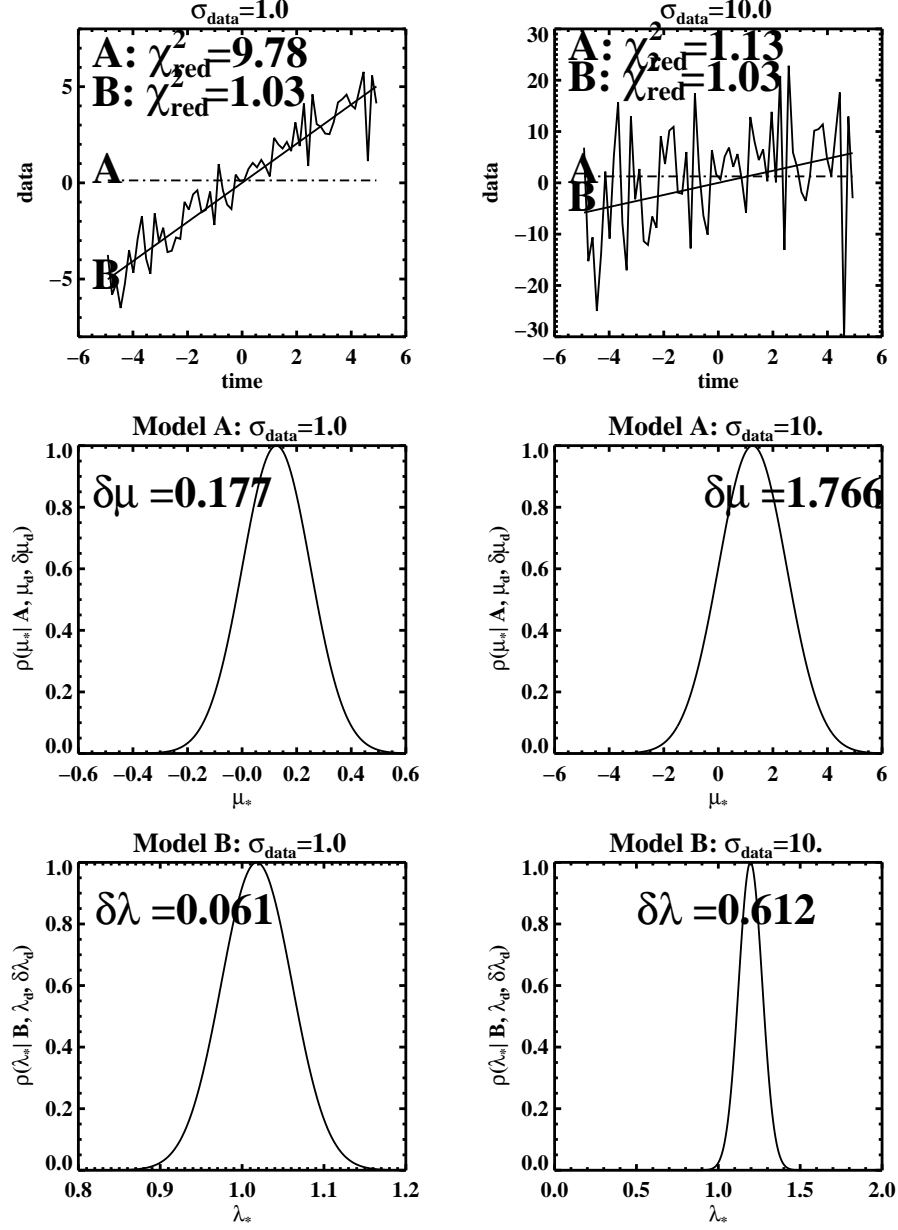 σdata=1.0
A: χ²red=9.78
B: χ²red=1.03
A
B
data
5
0
−5
−6 −4 −2 0 2 4 6
time
σdata=10.0
A: χ²red=1.13
B: χ²red=1.03
A
B
data
30
20
10
0
−10
−20
−30
−6 −4 −2 0 2 4 6
time
Model A: σdata=1.0
δμ =0.177
ρ(μ*| A, μd, δμd)
1.0
0.8
0.6
0.4
0.2
0.0
−0.6 −0.4 −0.2 −0.0 0.2 0.4 0.6
μ*
Model A: σdata=10.
δμ =1.766
ρ(μ*| A, μd, δμd)
1.0
0.8
0.6
0.4
0.2
0.0
−6 −4 −2 0 2 4 6
μ*
Model B: σdata=1.0
δλ =0.061
ρ(λ*| B, λd, δλd)
1.0
0.8
0.6
0.4
0.2
0.0
0.8 0.9 1.0 1.1 1.2
λ*
Model B: σdata=10.
δλ =0.612
ρ(λ*| B, λd, δλd)
1.0
0.8
0.6
0.4
0.2
0.0
0.0 0.5 1.0 1.5 2.0
λ*